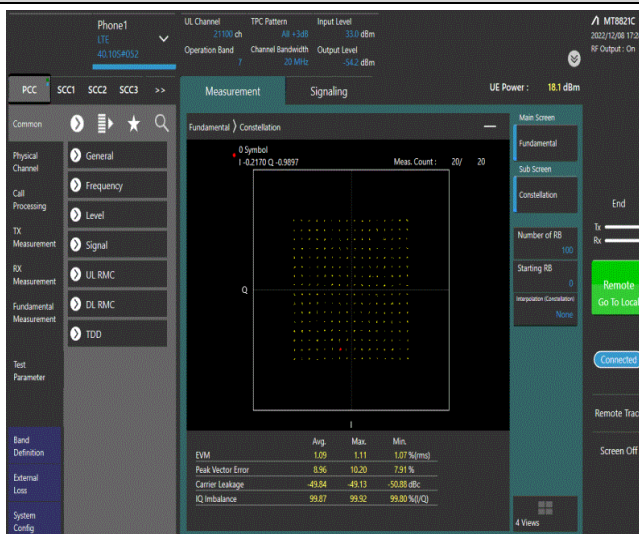 Phone1
LTE
40.10S#052
UL Channel TPC Pattern Input Level
21100 ch All +3dB 33.0 dBm
Operation Band Channel Bandwidth Output Level
7 20 MHz -54.2 dBm
MT8821C
2022/12/08 17:2
RF Output : On
PCC SCC1 SCC2 SCC3 >>
Measurement Signaling
UE Power : 18.1 dBm
Common
Physical
Channel
Call
Processing
TX
Measurement
RX
Measurement
Fundamental
Measurement
Test
Parameter
Band
Definition
External
Loss
System
Config
General
Frequency
Level
Signal
UL RMC
DL RMC
TDD
Fundamental > Constellation
0 Symbol
I -0.2170 Q -0.9897 Meas. Count : 20/ 20
Q
I
Avg. Max. Min.
EVM 1.09 1.11 1.07 %(rms)
Peak Vector Error 8.96 10.20 7.91 %
Carrier Leakage -49.84 -49.13 -50.88 dBc
IQ Imbalance 99.87 99.92 99.80 %(I/Q)
Main Screen
Fundamental
Sub Screen
Constellation
Number of RB
100
Starting RB
0
Interpolation (Constellation)
None
4 Views
End
Tx
Rx
Remote
Go To Local
Connected
Remote Trac
Screen Off